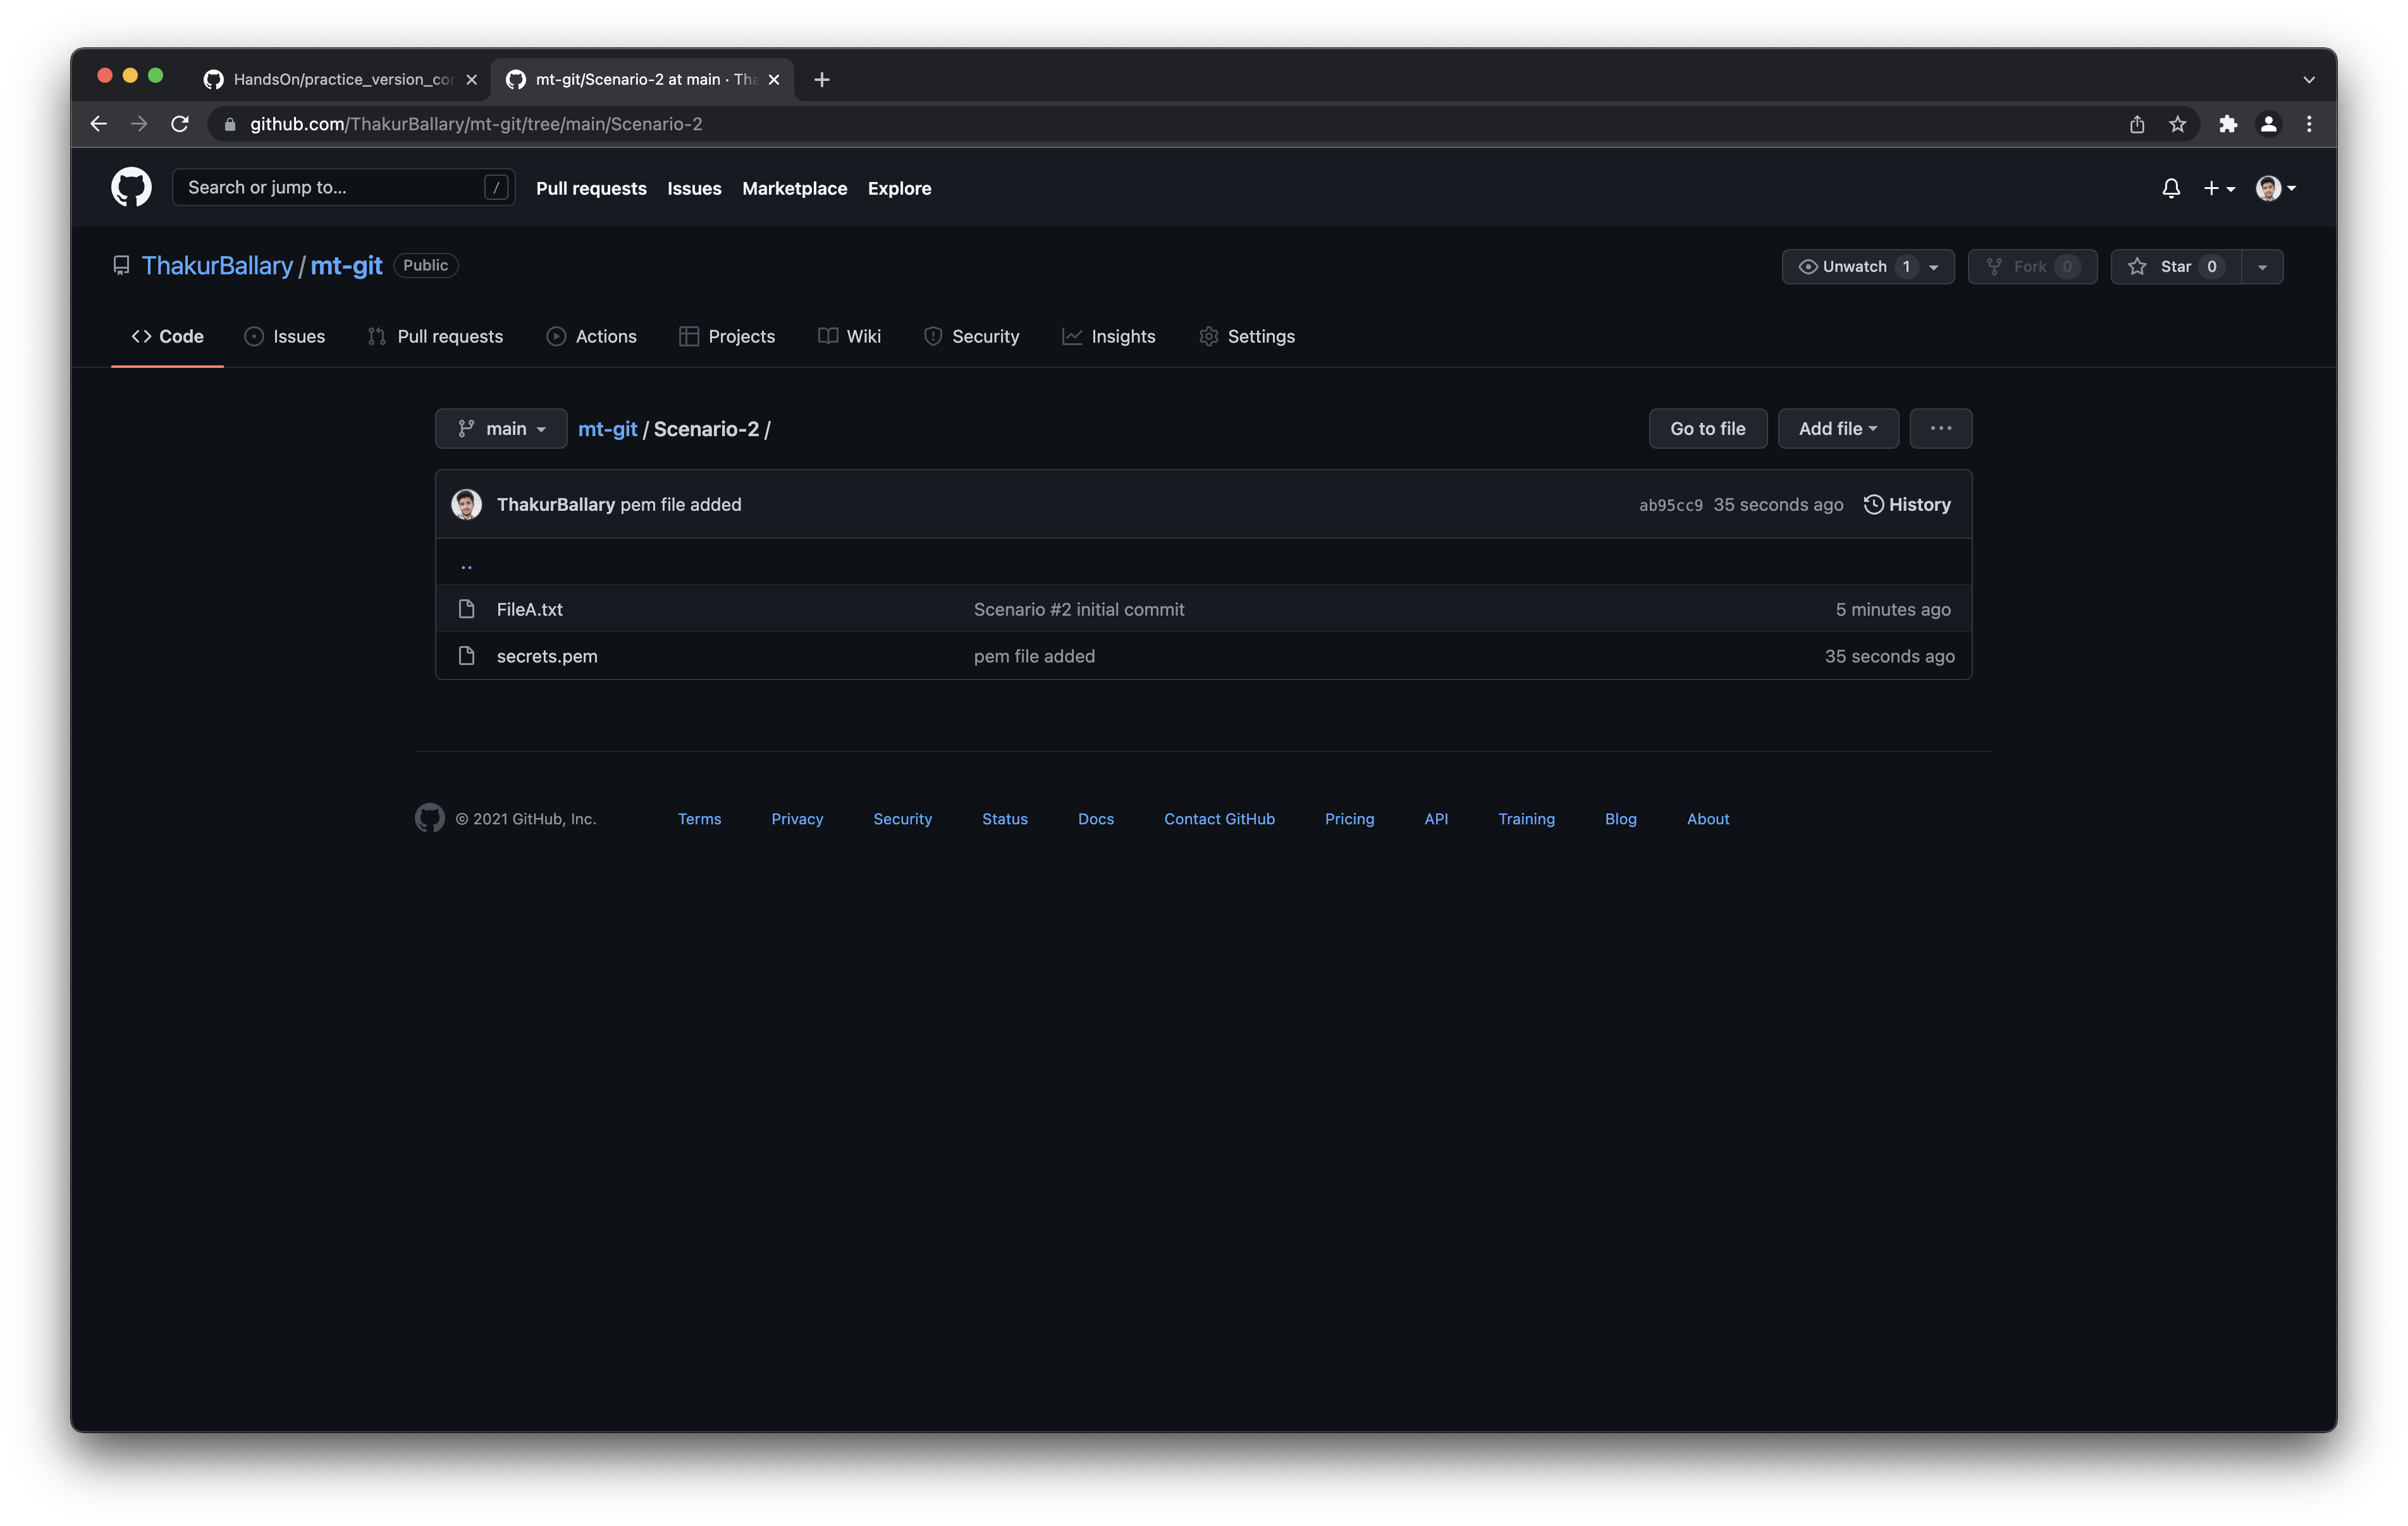 HandsOn/practice_version_cor
mt-git/Scenario-2 at main · Tha
github.com/ThakurBallary/mt-git/tree/main/Scenario-2
Search or jump to... / Pull requests Issues Marketplace Explore
ThakurBallary / mt-git Public Unwatch 1 Fork 0 Star 0
Code Issues Pull requests Actions Projects Wiki Security Insights Settings
main mt-git / Scenario-2 / Go to file Add file
ThakurBallary pem file added ab95cc9 35 seconds ago History
..
FileA.txt Scenario #2 initial commit 5 minutes ago
secrets.pem pem file added 35 seconds ago
© 2021 GitHub, Inc. Terms Privacy Security Status Docs Contact GitHub Pricing API Training Blog About